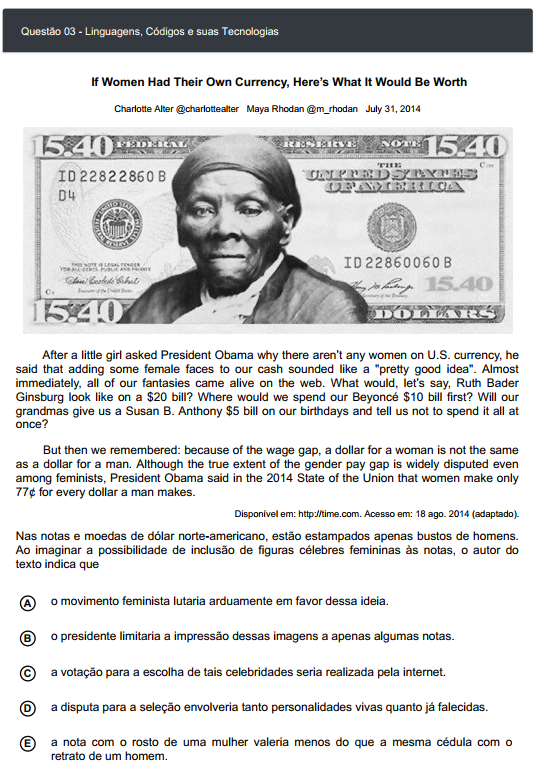 Questão 03 - Linguagens, Códigos e suas Tecnologias
If Women Had Their Own Currency, Here's What It Would Be Worth
Charlotte Alter @charlottealter Maya Rhodan @m_rhodan July 31, 2014
15.40 FEDERAL RESERVE NOTE 15.40
THE
UNITED STATES
OF AMERICA
ID22822860B
D4
THIS NOTE IS LEGAL TENDER
FOR ALL DEBTS, PUBLIC AND PRIVATE
ID22860060B
15.40
15.40
DOLLARS
After a little girl asked President Obama why there aren't any women on U.S. currency, he
said that adding some female faces to our cash sounded like a "pretty good idea". Almost
immediately, all of our fantasies came alive on the web. What would, let's say, Ruth Bader
Ginsburg look like on a $20 bill? Where would we spend our Beyoncé $10 bill first? Will our
grandmas give us a Susan B. Anthony $5 bill on our birthdays and tell us not to spend it all at
once?
But then we remembered: because of the wage gap, a dollar for a woman is not the same
as a dollar for a man. Although the true extent of the gender pay gap is widely disputed even
among feminists, President Obama said in the 2014 State of the Union that women make only
77¢ for every dollar a man makes.
Disponível em: http://time.com. Acesso em: 18 ago. 2014 (adaptado).
Nas notas e moedas de dólar norte-americano, estão estampados apenas bustos de homens.
Ao imaginar a possibilidade de inclusão de figuras célebres femininas às notas, o autor do
texto indica que
A o movimento feminista lutaria arduamente em favor dessa ideia.
B o presidente limitaria a impressão dessas imagens a apenas algumas notas.
C a votação para a escolha de tais celebridades seria realizada pela internet.
D a disputa para a seleção envolveria tanto personalidades vivas quanto já falecidas.
E a nota com o rosto de uma mulher valeria menos do que a mesma cédula com o
retrato de um homem.